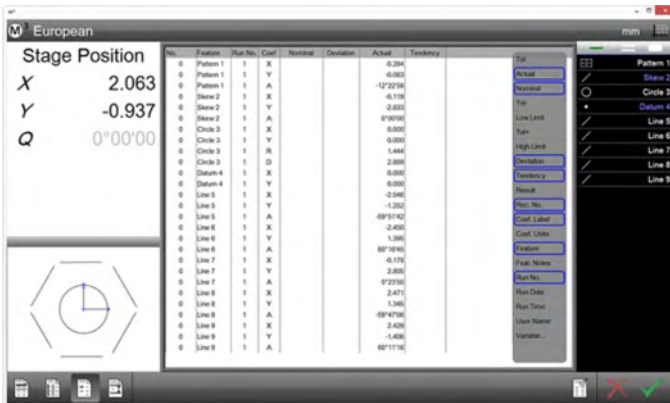 M³ European mm
Stage Position
X 2.063
Y -0.937
Q 0°00'00
No. Feature Run No. Coef Nominal Deviation Actual Tendency
0 Pattern 1 1 X -0.284
0 Pattern 1 1 Y -0.063
0 Pattern 1 1 A -12°22'58
0 Skew 2 1 X -6.119
0 Skew 2 1 Y -2.833
0 Skew 2 1 A 0°00'00
0 Circle 3 1 X 0.000
0 Circle 3 1 Y 0.000
0 Circle 3 1 R 1.444
0 Circle 3 1 D 2.889
0 Datum 4 1 X 0.000
0 Datum 4 1 Y 0.000
0 Line 5 1 X -2.546
0 Line 5 1 Y -1.252
0 Line 5 1 A -59°51'42
0 Line 6 1 X -2.450
0 Line 6 1 Y 1.395
0 Line 6 1 A 60°16'45
0 Line 7 1 X -0.178
0 Line 7 1 Y 2.805
0 Line 7 1 A 0°23'50
0 Line 8 1 X 2.471
0 Line 8 1 Y 1.345
0 Line 8 1 A -59°47'06
0 Line 9 1 X 2.429
0 Line 9 1 Y -1.406
0 Line 9 1 A 60°11'16
Tol
Actual
Nominal
Tol-
Low Limit
Tol+
High Limit
Deviation
Tendency
Result
Rec. No.
Coef. Label
Coef. Units
Feature
Feat. Notes
Run No.
Run Date
Run Time
User Name
Variable...
Pattern 1
Skew 2
Circle 3
Datum 4
Line 5
Line 6
Line 7
Line 8
Line 9